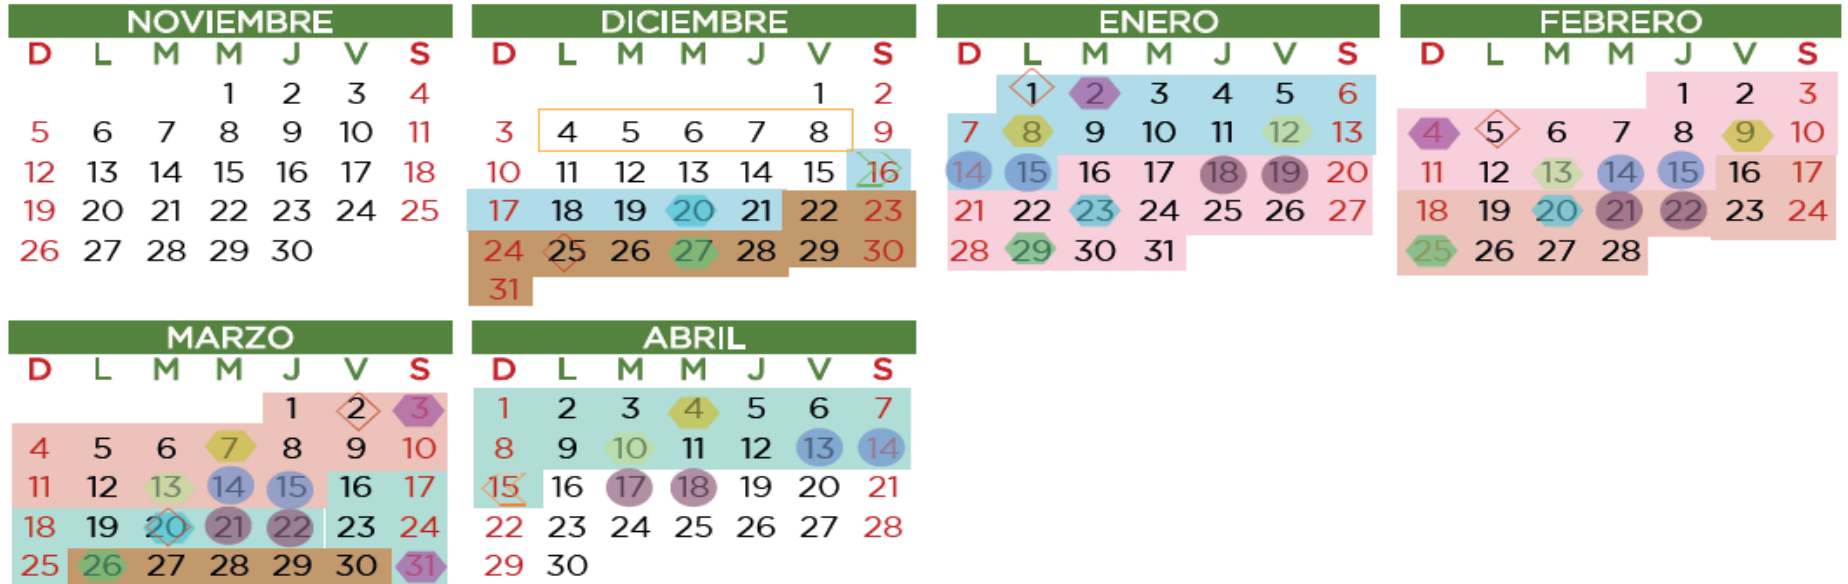 NOVIEMBRE
D L M M J V S
1 2 3 4
5 6 7 8 9 10 11
12 13 14 15 16 17 18
19 20 21 22 23 24 25
26 27 28 29 30
DICIEMBRE
D L M M J V S
1 2
3 4 5 6 7 8 9
10 11 12 13 14 15 16
17 18 19 20 21 22 23
24 25 26 27 28 29 30
31
ENERO
D L M M J V S
1 2 3 4 5 6
7 8 9 10 11 12 13
14 15 16 17 18 19 20
21 22 23 24 25 26 27
28 29 30 31
FEBRERO
D L M M J V S
1 2 3
4 5 6 7 8 9 10
11 12 13 14 15 16 17
18 19 20 21 22 23 24
25 26 27 28
MARZO
D L M M J V S
1 2 3
4 5 6 7 8 9 10
11 12 13 14 15 16 17
18 19 20 21 22 23 24
25 26 27 28 29 30 31
ABRIL
D L M M J V S
1 2 3 4 5 6 7
8 9 10 11 12 13 14
15 16 17 18 19 20 21
22 23 24 25 26 27 28
29 30